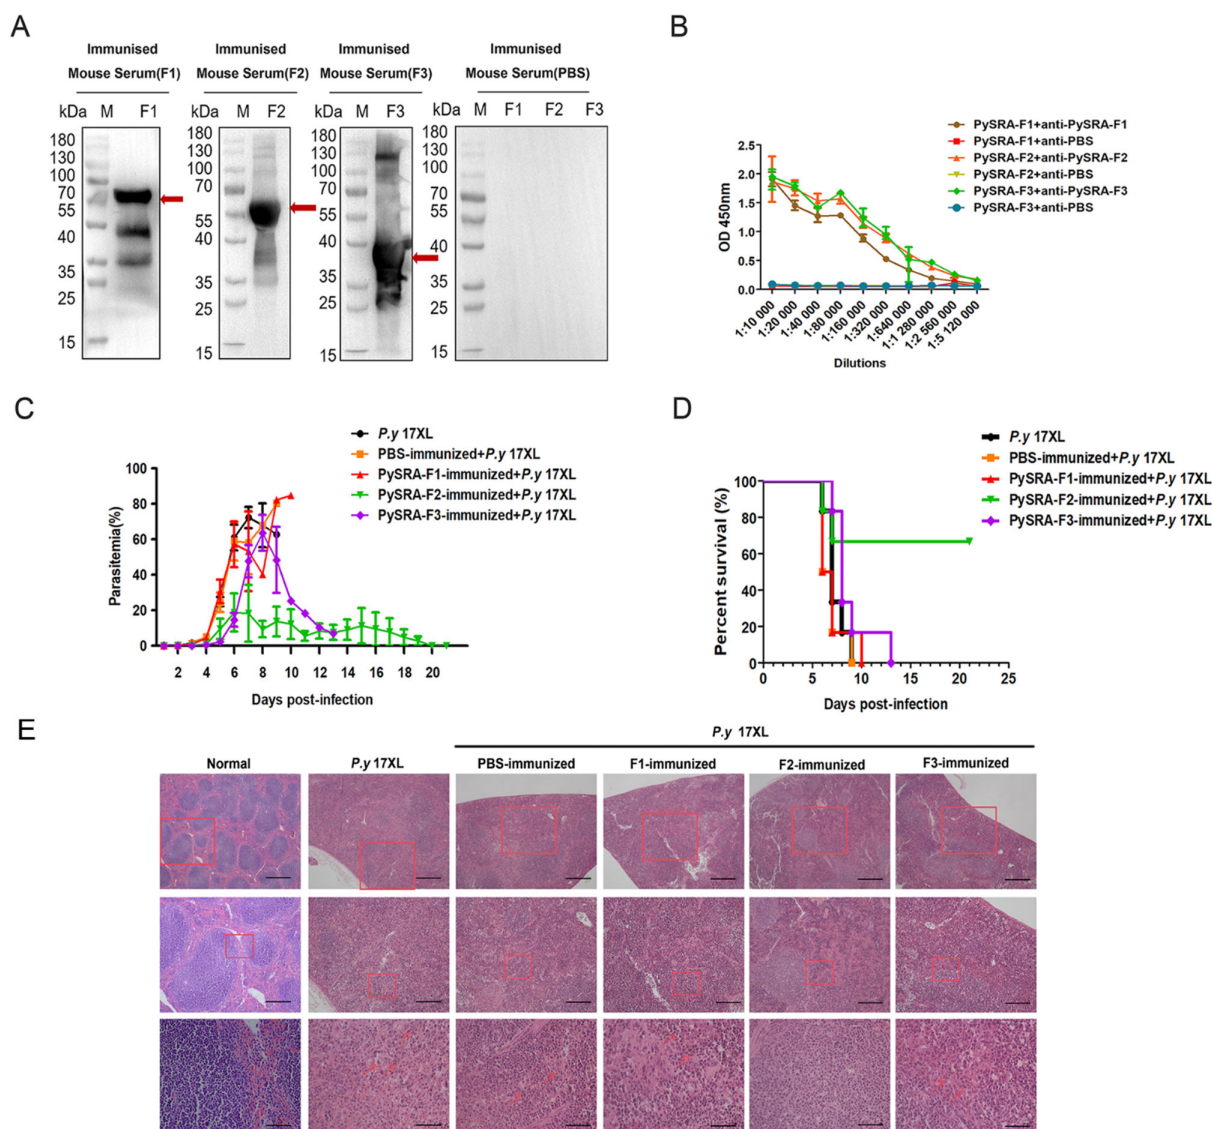 A
Immunised
Mouse Serum(F1)
Immunised
Mouse Serum(F2)
Immunised
Mouse Serum(F3)
Immunised
Mouse Serum(PBS)
kDa M F1
kDa M F2
kDa M F3
kDa M F1 F2 F3
180
130
100
70
55
40
35
25
15
180
130
100
70
55
40
35
25
15
180
130
100
70
55
40
35
25
15
180
130
100
70
55
40
35
25
15
B
PySRA-F1+anti-PySRA-F1
PySRA-F1+anti-PBS
PySRA-F2+anti-PySRA-F2
PySRA-F2+anti-PBS
PySRA-F3+anti-PySRA-F3
PySRA-F3+anti-PBS
OD 450nm
2.5
2.0
1.5
1.0
0.5
0.0
1:10 000
1:20 000
1:40 000
1:80 000
1:160 000
1:320 000
1:640 000
1:1 280 000
1:2 560 000
1:5 120 000
Dilutions
C
P.y 17XL
PBS-immunized+P.y 17XL
PySRA-F1-immunized+P.y 17XL
PySRA-F2-immunized+P.y 17XL
PySRA-F3-immunized+P.y 17XL
Parasitemia(%)
100
80
60
40
20
0
2 4 6 8 10 12 14 16 18 20
Days post-infection
D
P.y 17XL
PBS-immunized+P.y 17XL
PySRA-F1-immunized+P.y 17XL
PySRA-F2-immunized+P.y 17XL
PySRA-F3-immunized+P.y 17XL
Percent survival (%)
100
80
60
40
20
0
0 5 10 15 20 25
Days post-infection
E
P.y 17XL
Normal
P.y 17XL
PBS-immunized
F1-immunized
F2-immunized
F3-immunized